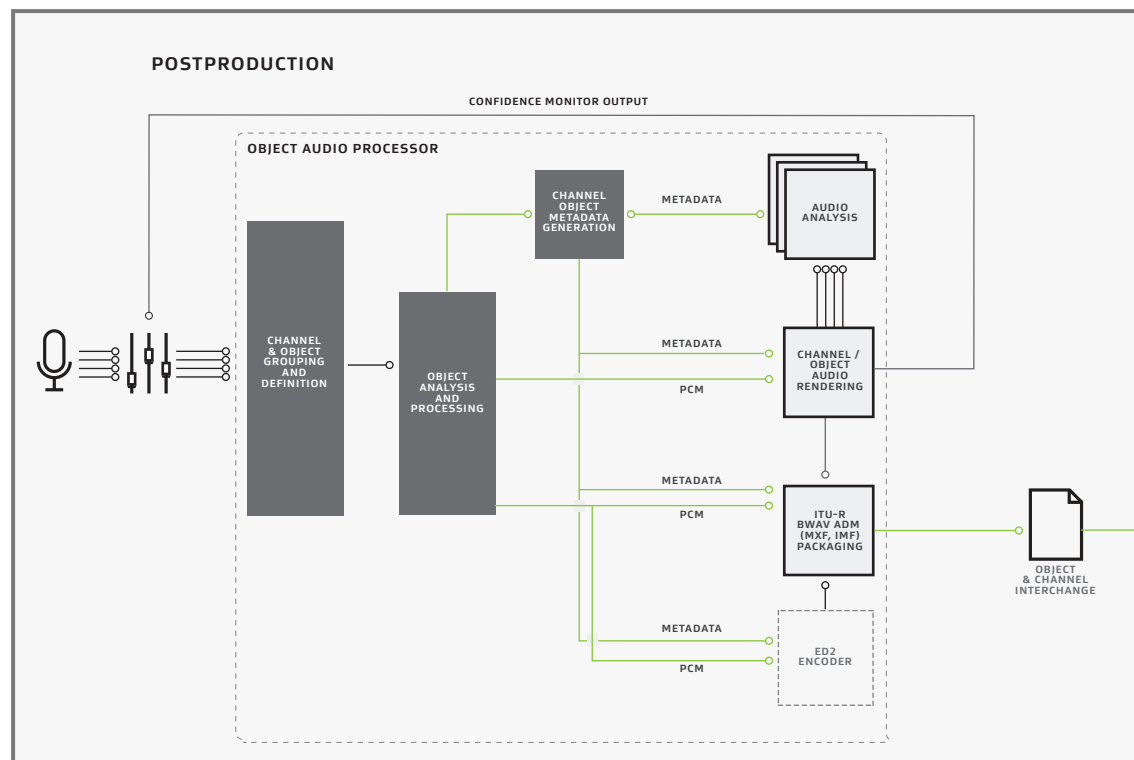 POSTPRODUCTION
CONFIDENCE MONITOR OUTPUT
OBJECT AUDIO PROCESSOR
CHANNEL
& OBJECT
GROUPING
AND
DEFINITION
OBJECT
ANALYSIS
AND
PROCESSING
CHANNEL
OBJECT
METADATA
GENERATION
METADATA
AUDIO
ANALYSIS
METADATA
PCM
CHANNEL /
OBJECT
AUDIO
RENDERING
METADATA
PCM
ITU-R
BWAV ADM
(MXF, IMF)
PACKAGING
OBJECT
& CHANNEL
INTERCHANGE
METADATA
PCM
ED2
ENCODER